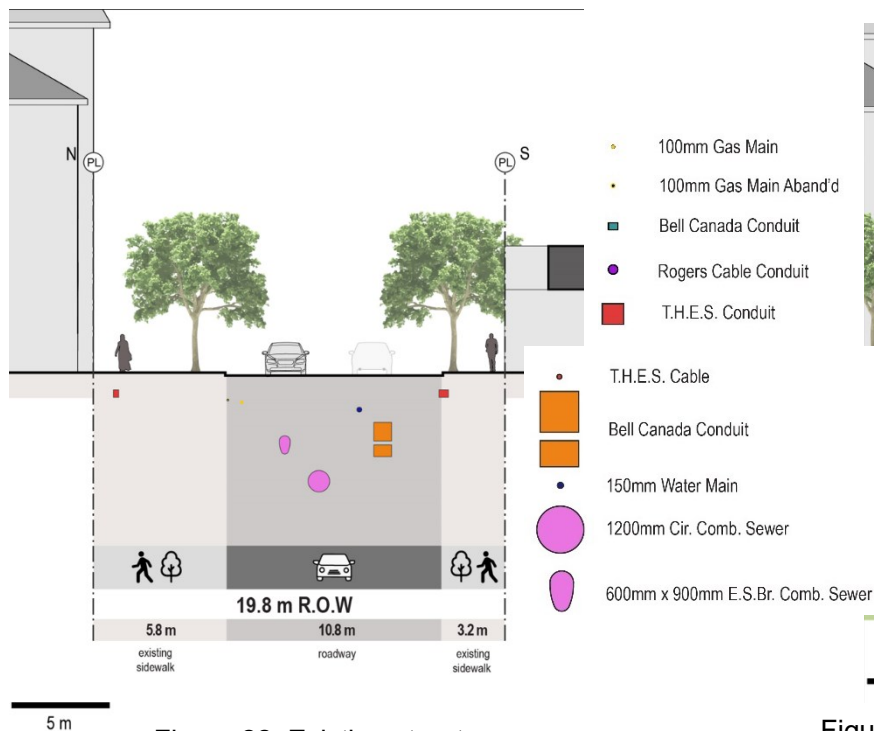 N
PL
PL
S
100mm Gas Main
100mm Gas Main Aband'd
Bell Canada Conduit
Rogers Cable Conduit
T.H.E.S. Conduit
T.H.E.S. Cable
Bell Canada Conduit
150mm Water Main
1200mm Cir. Comb. Sewer
600mm x 900mm E.S.Br. Comb. Sewer
19.8 m R.O.W
5.8 m
10.8 m
3.2 m
existing
sidewalk
roadway
existing
sidewalk
5 m